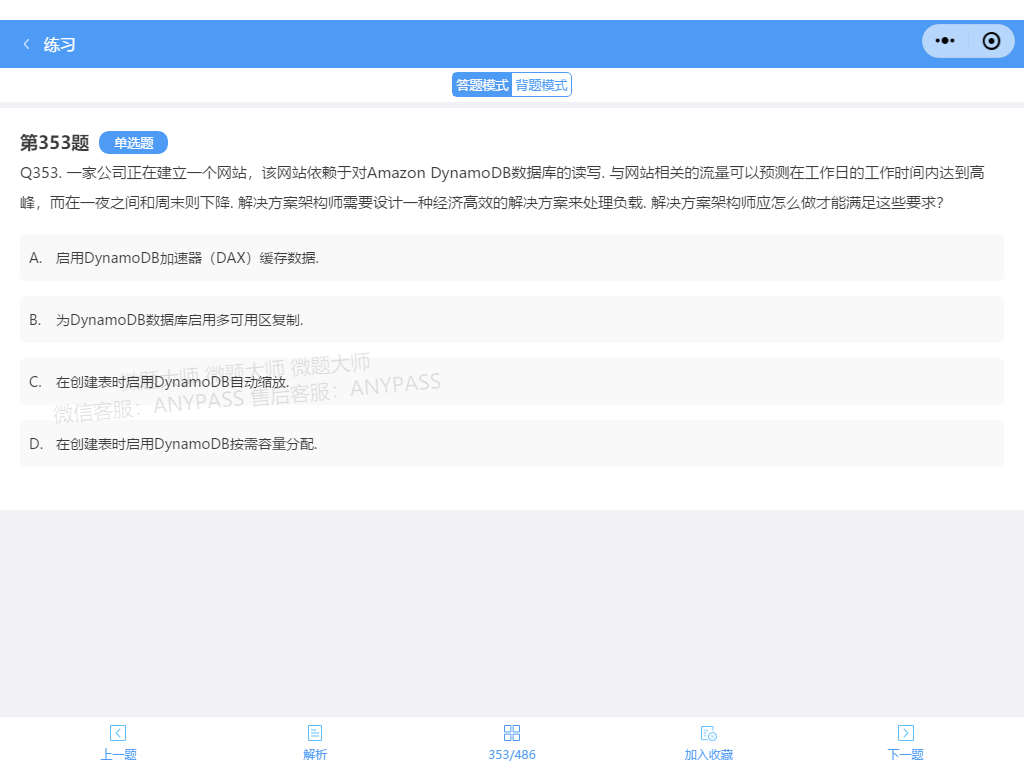 练习
答题模式 背题模式
第353题 单选题
Q353. 一家公司正在建立一个网站，该网站依赖于对Amazon DynamoDB数据库的读写. 与网站相关的流量可以预测在工作日的工作时间内达到高
峰，而在一夜之间和周末则下降. 解决方案架构师需要设计一种经济高效的解决方案来处理负载. 解决方案架构师应怎么做才能满足这些要求？
A. 启用DynamoDB加速器（DAX）缓存数据.
B. 为DynamoDB数据库启用多可用区复制.
微题大师 微题大师 微题大师
C. 在创建表时启用DynamoDB自动缩放.
微信客服：ANYPASS 售后客服：ANYPASS
D. 在创建表时启用DynamoDB按需容量分配.
上一题 解析 353/486 加入收藏 下一题